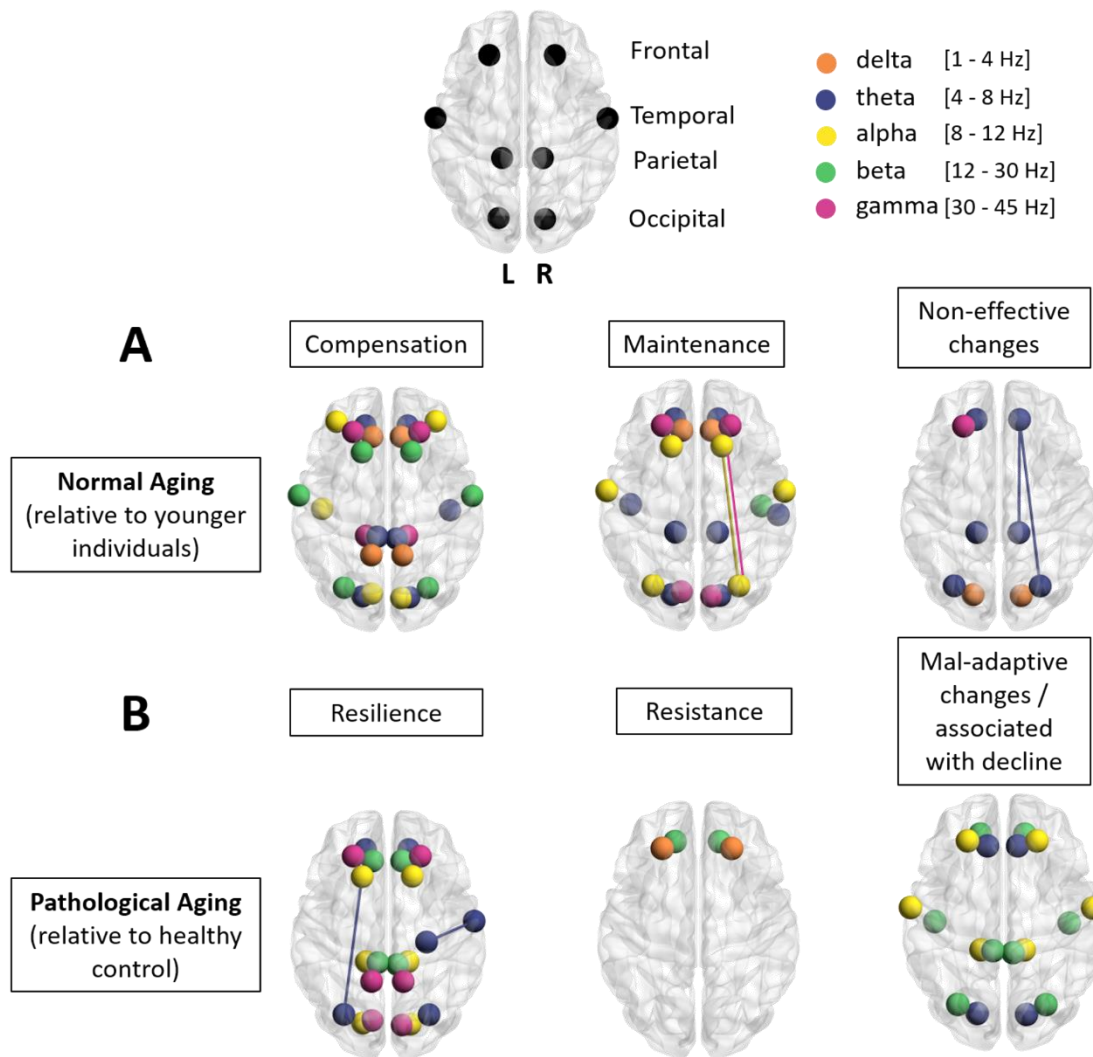 Frontal
Temporal
Parietal
Occipital
L R
delta [1 - 4 Hz]
theta [4 - 8 Hz]
alpha [8 - 12 Hz]
beta [12 - 30 Hz]
gamma [30 - 45 Hz]
A
Compensation
Maintenance
Non-effective
changes
Normal Aging
(relative to younger
individuals)
B
Resilience
Resistance
Mal-adaptive
changes /
associated
with decline
Pathological Aging
(relative to healthy
control)